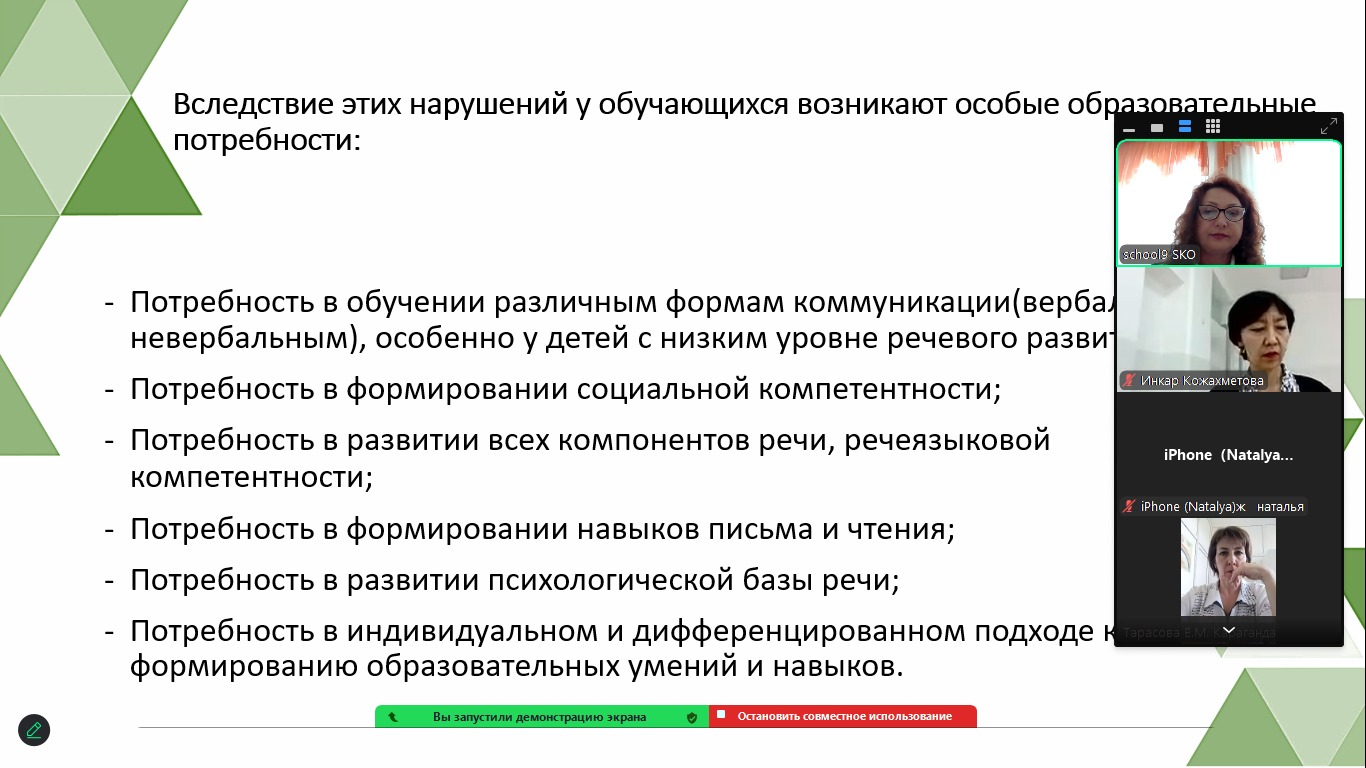 Вследствие этих нарушений у обучающихся возникают особые образовательные
потребности:
- Потребность в обучении различным формам коммуникации(вербал
невербальным), особенно у детей с низким уровне речевого развит
- Потребность в формировании социальной компетентности;
- Потребность в развитии всех компонентов речи, речеязыковой
компетентности;
- Потребность в формировании навыков письма и чтения;
- Потребность в развитии психологической базы речи;
- Потребность в индивидуальном и дифференцированном подходе к
формированию образовательных умений и навыков.
school9 SKO
Инкар Кожахметова
iPhone (Natalya...
iPhone (Natalya)ж наталья
Тарасова Е.М. Караганда
Вы запустили демонстрацию экрана
Остановить совместное использование